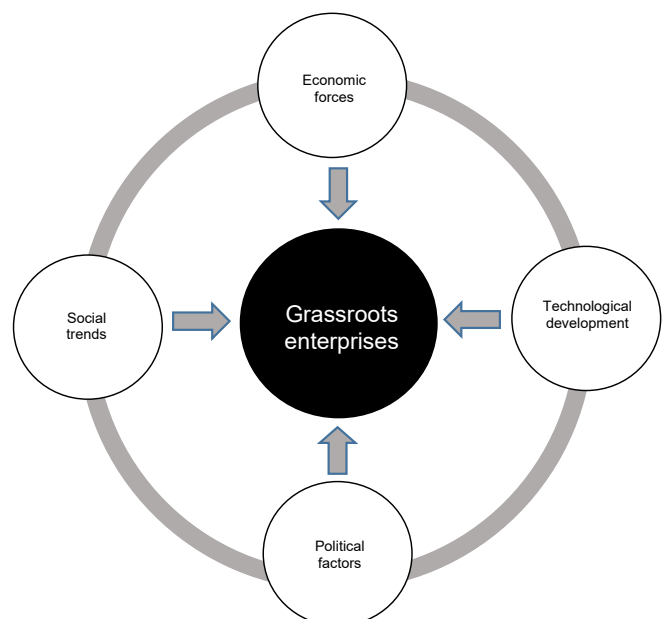 Economic
forces
Social
trends
Grassroots
enterprises
Technological
development
Political
factors